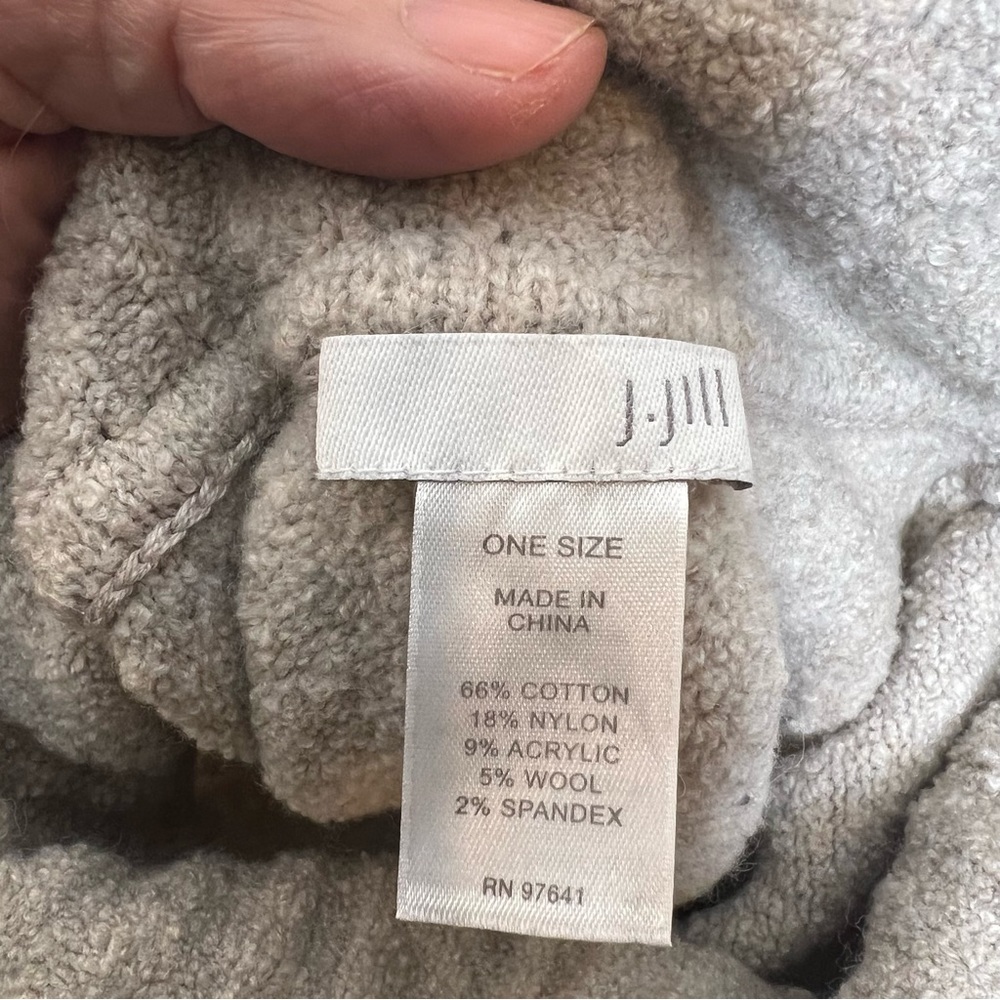 J.Jill
ONE SIZE
MADE IN
CHINA
66% COTTON
18% NYLON
9% ACRYLIC
5% WOOL
2% SPANDEX
RN 97641